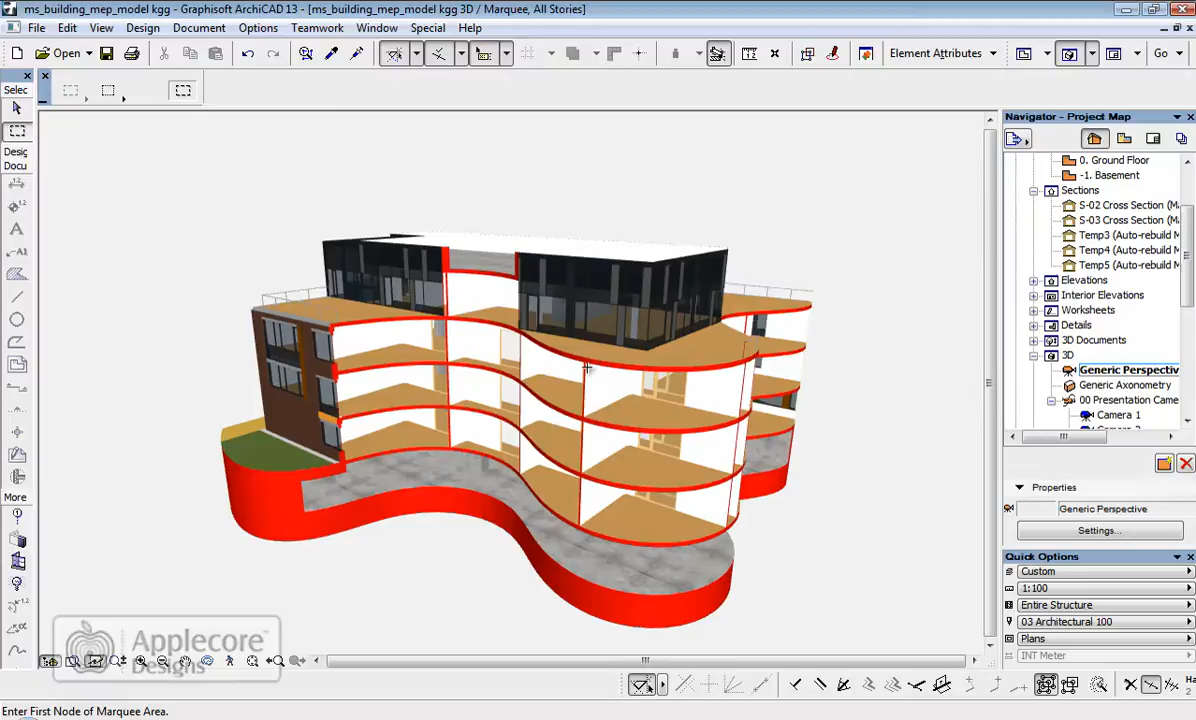 ms_building_mep_model kgg - Graphisoft ArchiCAD 13 - [ms_building_mep_model kgg 3D / Marquee, All Stories]
File Edit View Design Document Options Teamwork Window Special Help
Open
Element Attributes
Go
Selec
Desig
Docu
A1
More
Navigator - Project Map
0. Ground Floor
-1. Basement
Sections
S-02 Cross Section (M
S-03 Cross Section (M
Temp3 (Auto-rebuild M
Temp4 (Auto-rebuild M
Temp5 (Auto-rebuild M
Elevations
Interior Elevations
Worksheets
Details
3D Documents
3D
Generic Perspectiv
Generic Axonometry
00 Presentation Came
Camera 1
Properties
Generic Perspective
Settings...
Quick Options
Custom
1:100
Entire Structure
03 Architectural 100
Plans
INT Meter
Applecore™
Designs
Ha
2
Enter First Node of Marquee Area.